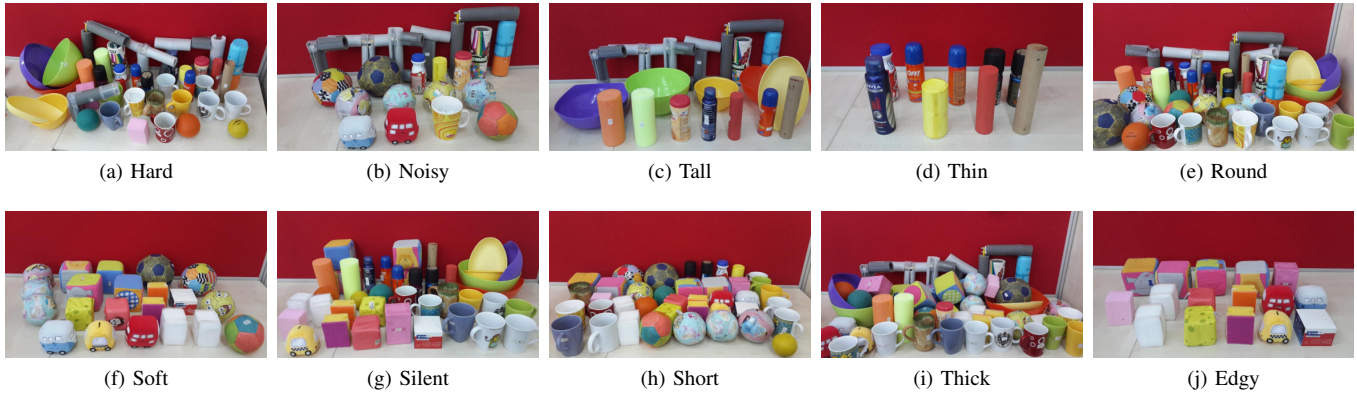 (a) Hard
(b) Noisy
(c) Tall
(d) Thin
(e) Round
(f) Soft
(g) Silent
(h) Short
(i) Thick
(j) Edgy